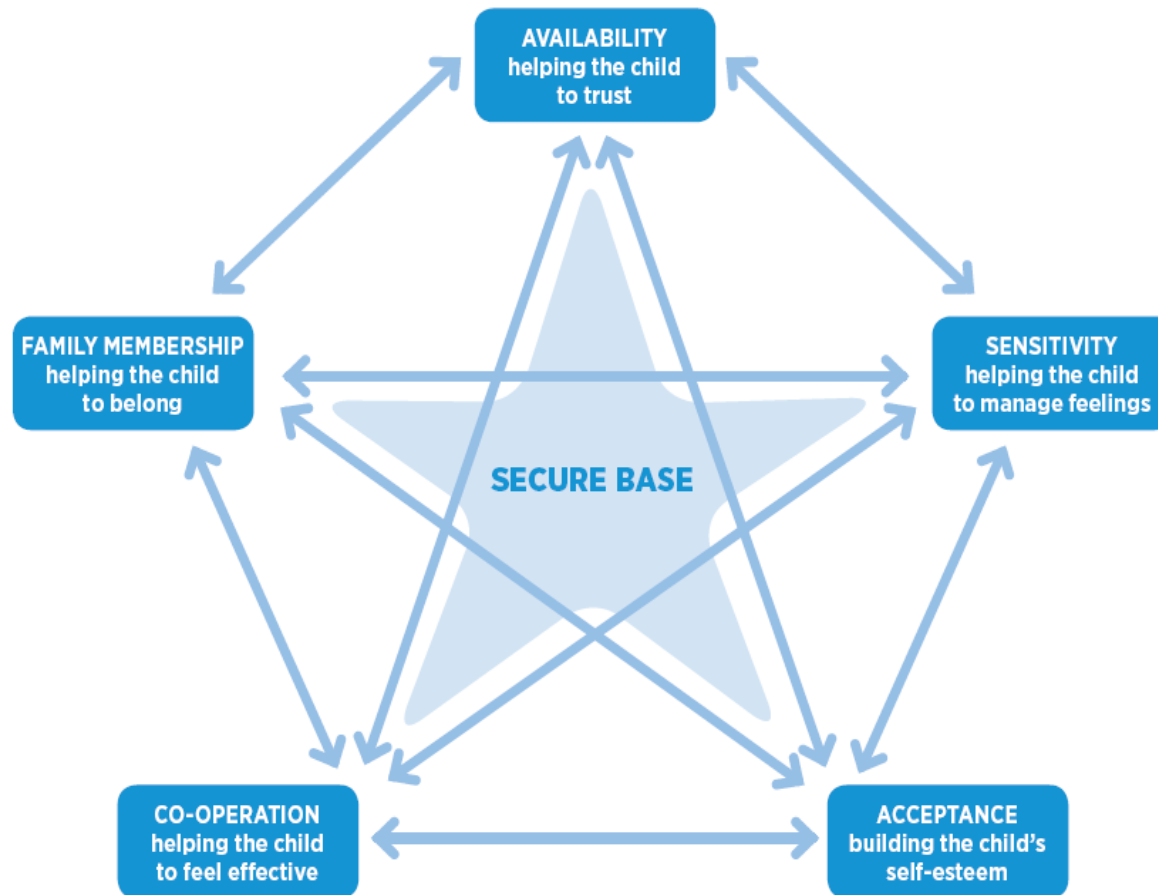 AVAILABILITY
helping the child
to trust
FAMILY MEMBERSHIP
helping the child
to belong
SENSITIVITY
helping the child
to manage feelings
SECURE BASE
CO-OPERATION
helping the child
to feel effective
ACCEPTANCE
building the child's
self-esteem